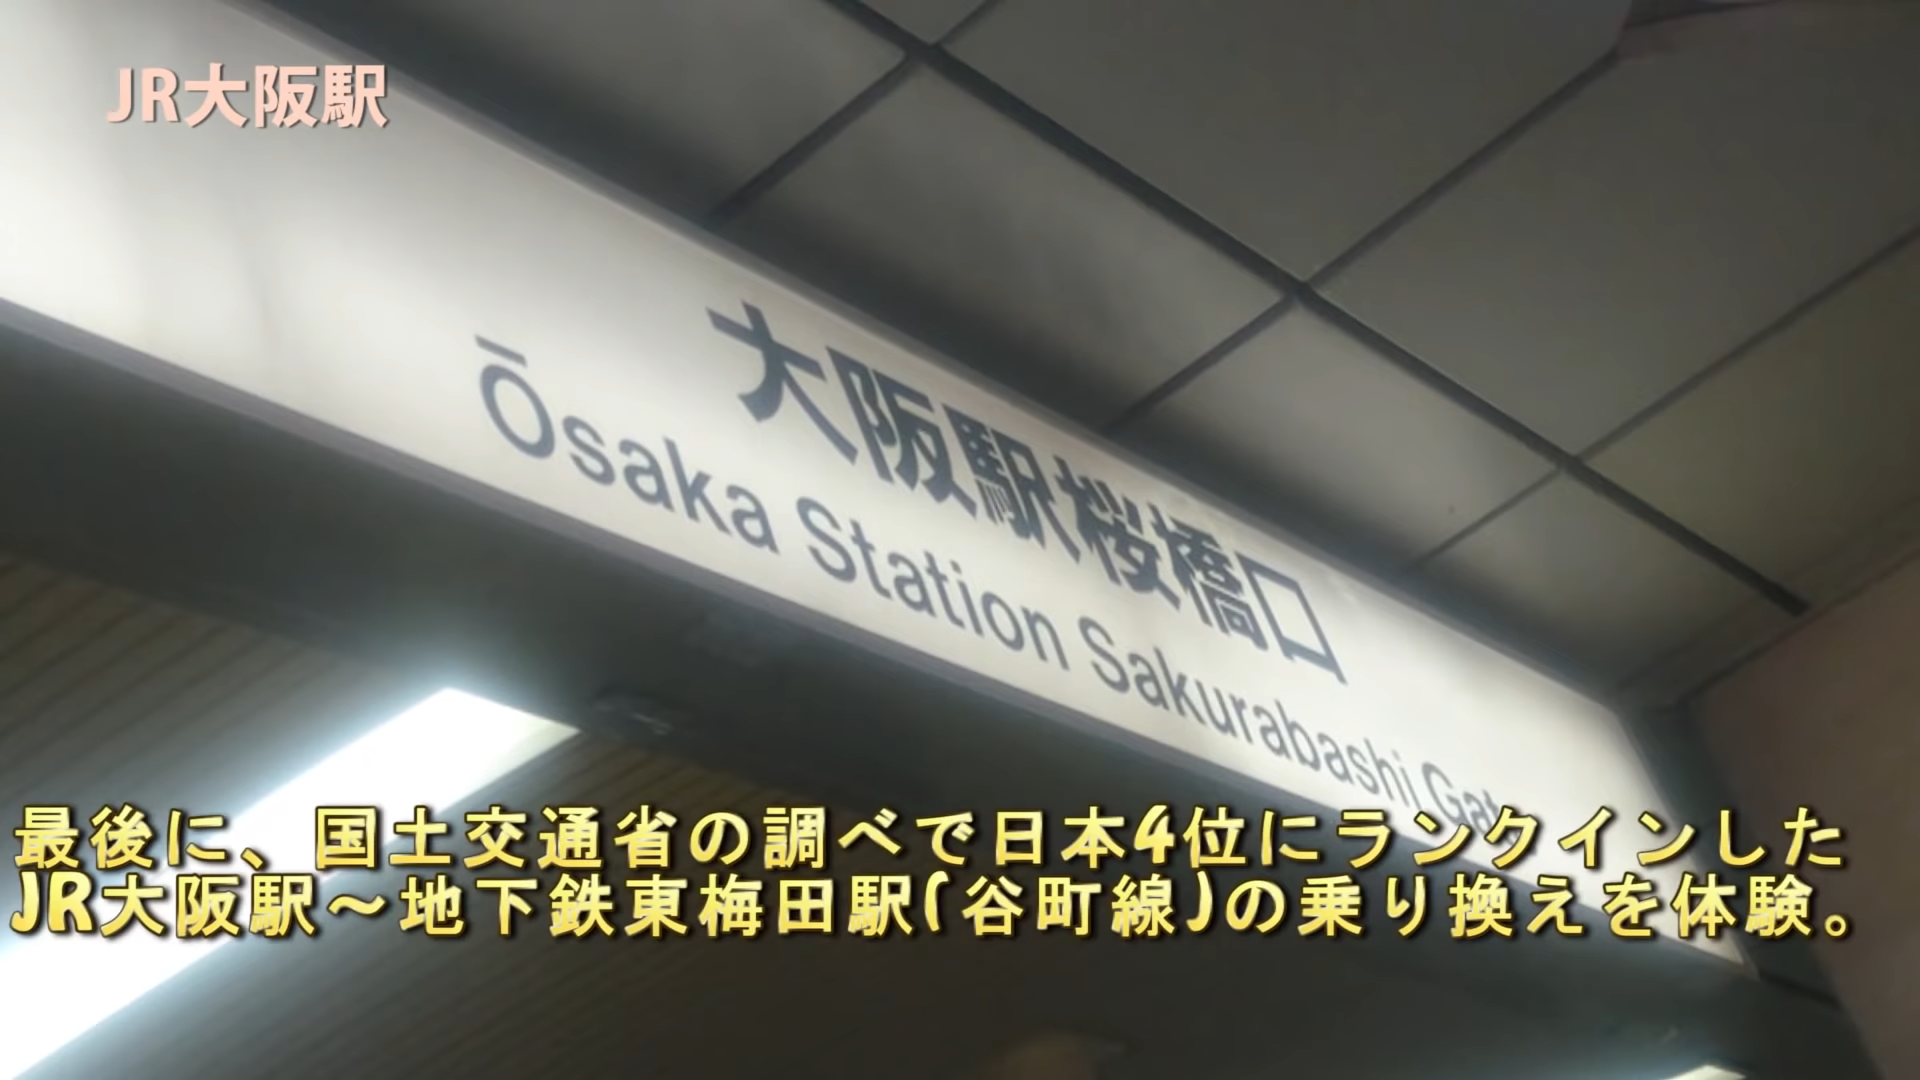 JR大阪駅
大阪駅桜橋口
Ōsaka Station Sakurabashi Gate
最後に、国土交通省の調べで日本4位にランクインした
JR大阪駅～地下鉄東梅田駅(谷町線)の乗り換えを体験。